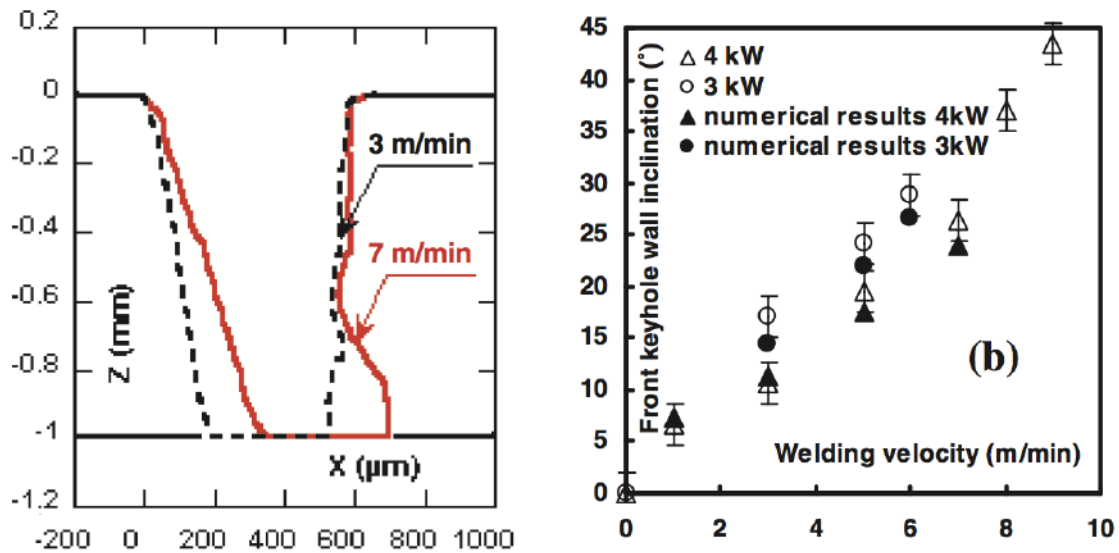 0.2
0
-0.2
-0.4
-0.6
-0.8
-1
-1.2
Z (mm)
3 m/min
7 m/min
X (µm)
-200 0 200 400 600 800 1000
45
40
35
30
25
20
15
10
5
0
Front keyhole wall inclination (°)
4 kW
3 kW
numerical results 4kW
numerical results 3kW
(b)
Welding velocity (m/min)
0 2 4 6 8 10